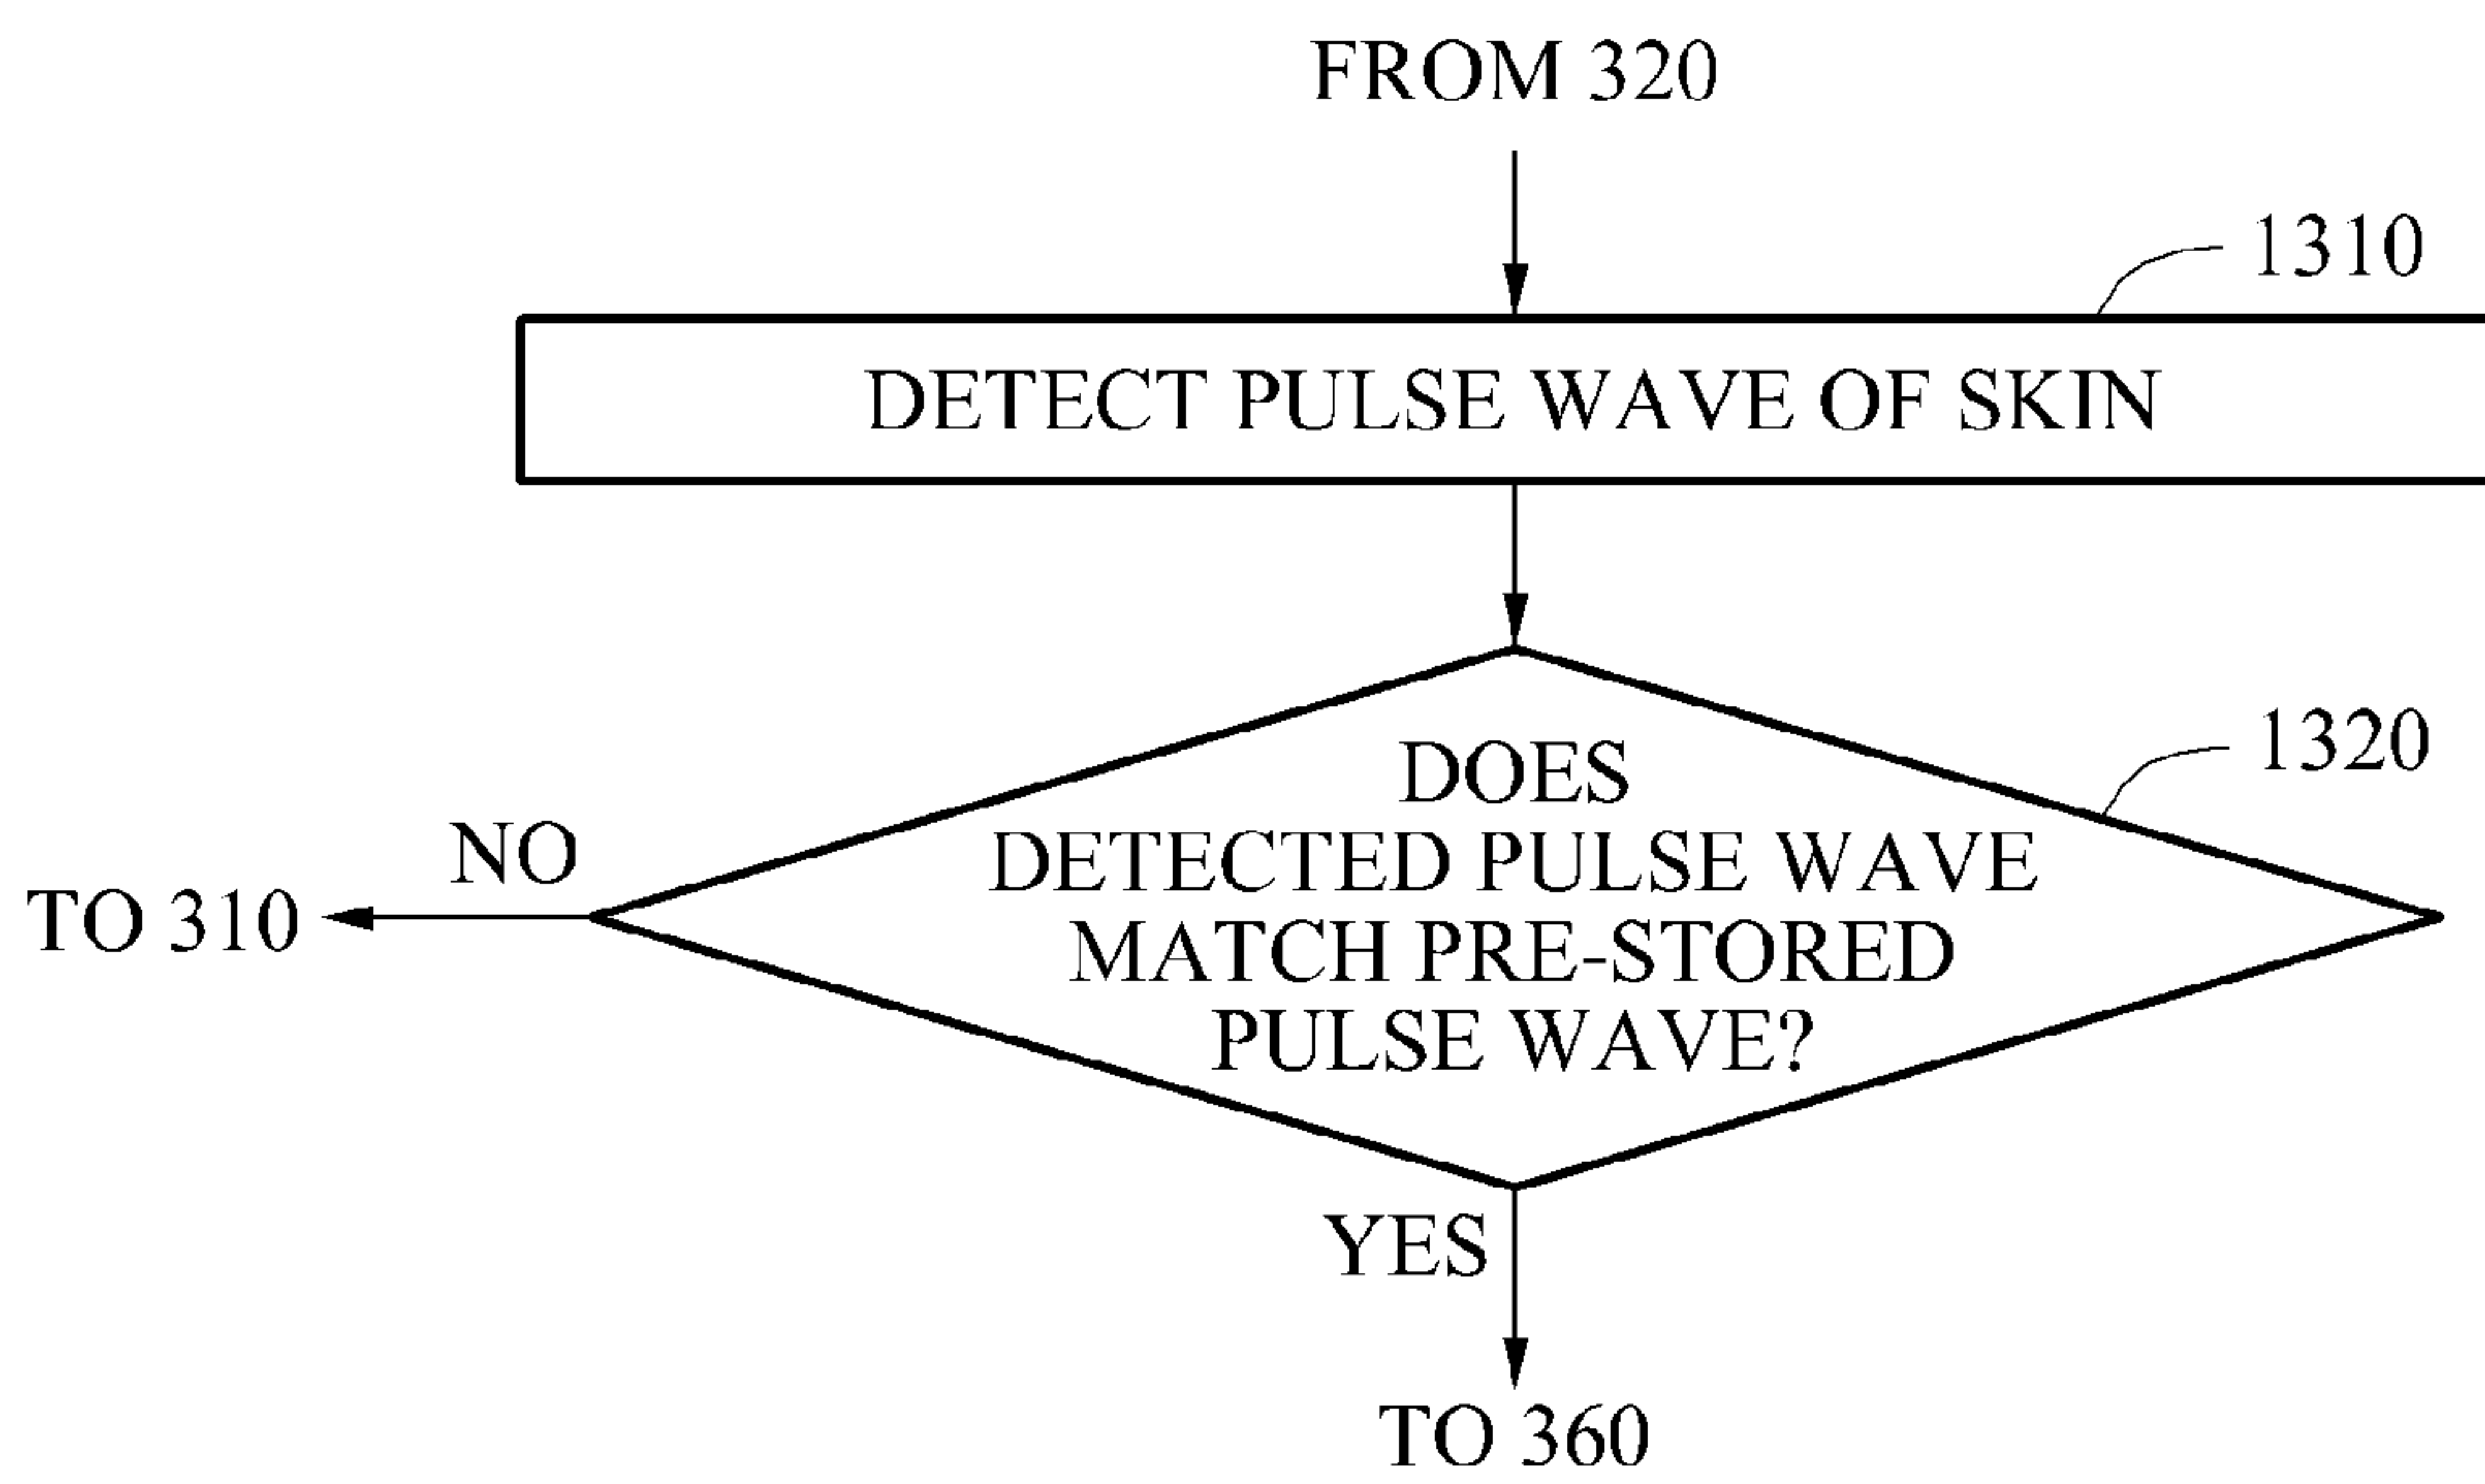 FROM 320
1310
DETECT PULSE WAVE OF SKIN
1320
DOES
DETECTED PULSE WAVE
MATCH PRE-STORED
PULSE WAVE?
NO
TO 310
YES
TO 360